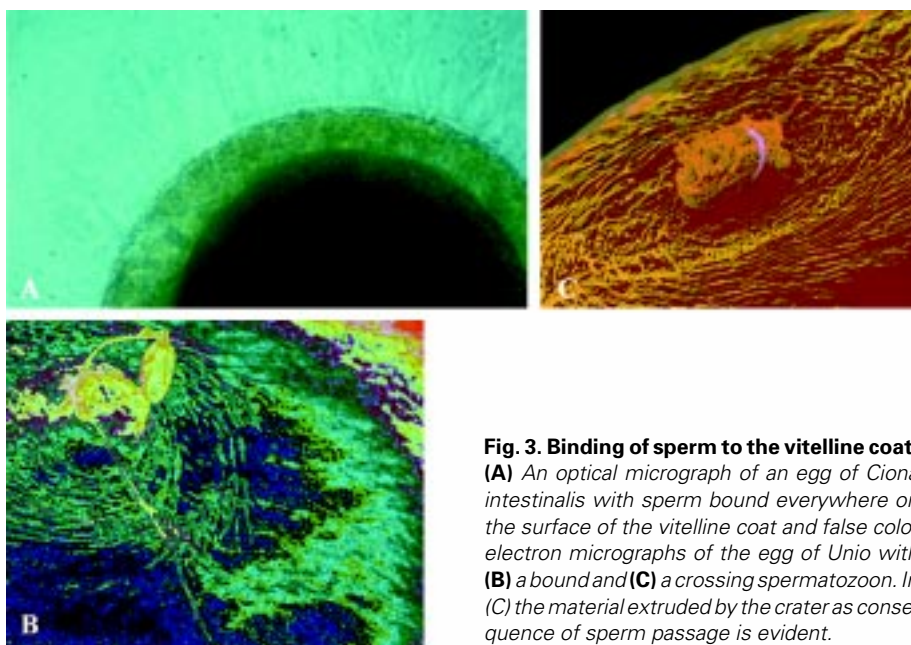 A
C
B
Fig. 3. Binding of sperm to the vitelline coat
(A) An optical micrograph of an egg of Ciona
intestinalis with sperm bound everywhere or
the surface of the vitelline coat and false colo
electron micrographs of the egg of Unio with
(B) a bound and (C) a crossing spermatozoon. In
(C) the material extruded by the crater as conse
quence of sperm passage is evident.